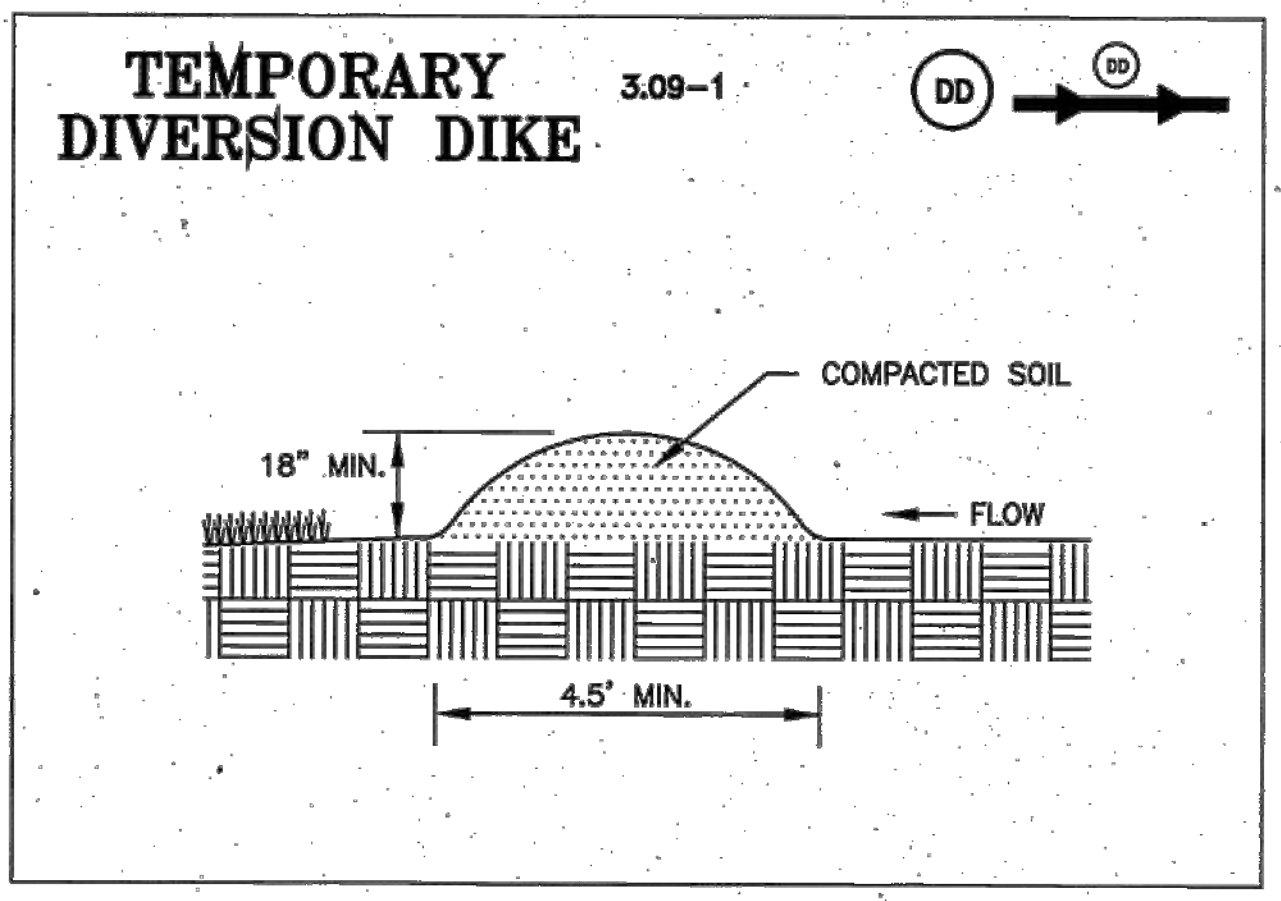 TEMPORARY
DIVERSION DIKE
3.09-1
DD
DD
COMPACTED SOIL
18" MIN.
FLOW
4.5' MIN.